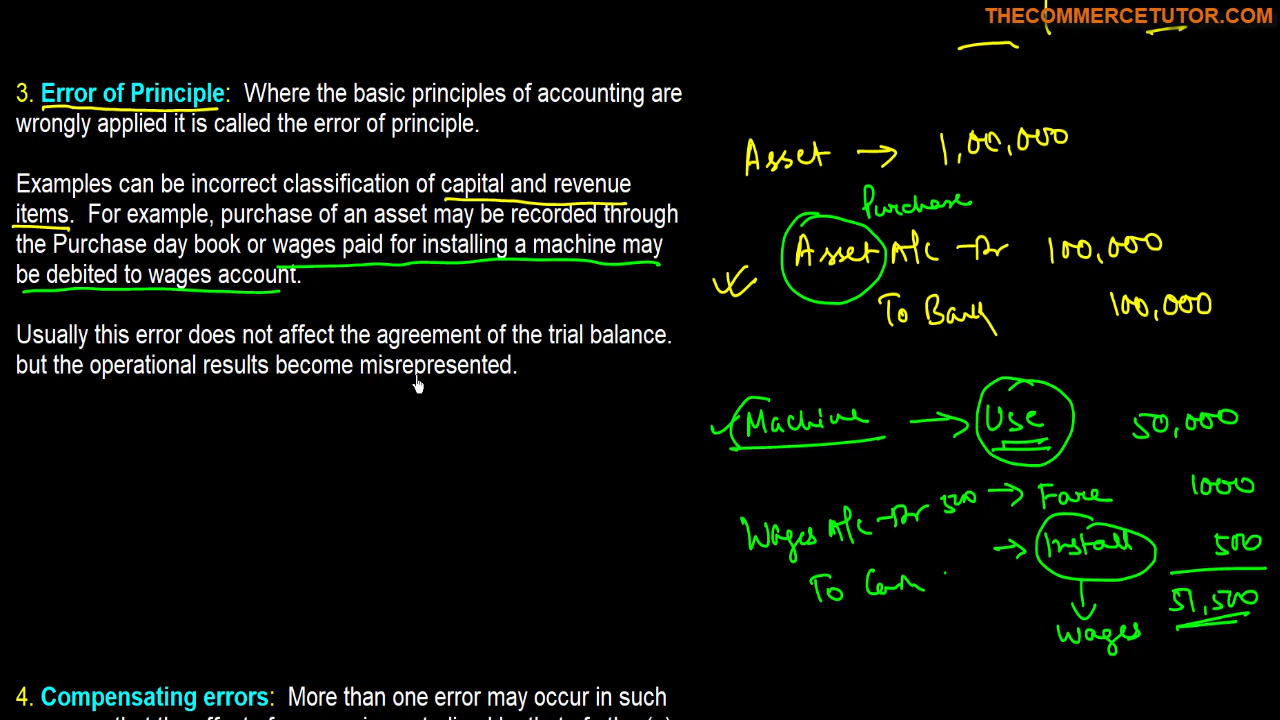 THECOMMERCETUTOR.COM
3. Error of Principle: Where the basic principles of accounting are
wrongly applied it is called the error of principle.
Examples can be incorrect classification of capital and revenue
items. For example, purchase of an asset may be recorded through
the Purchase day book or wages paid for installing a machine may
be debited to wages account.
Usually this error does not affect the agreement of the trial balance.
but the operational results become misrepresented.
4. Compensating errors: More than one error may occur in such
Asset → 1,00,000
Purchase
Asset A/c Dr 100,000
To Bank 100,000
Machine → Use 50,000
→ Fare 1000
Wages A/c Dr 500
→ Install 500
To Cash
51,500
Wages